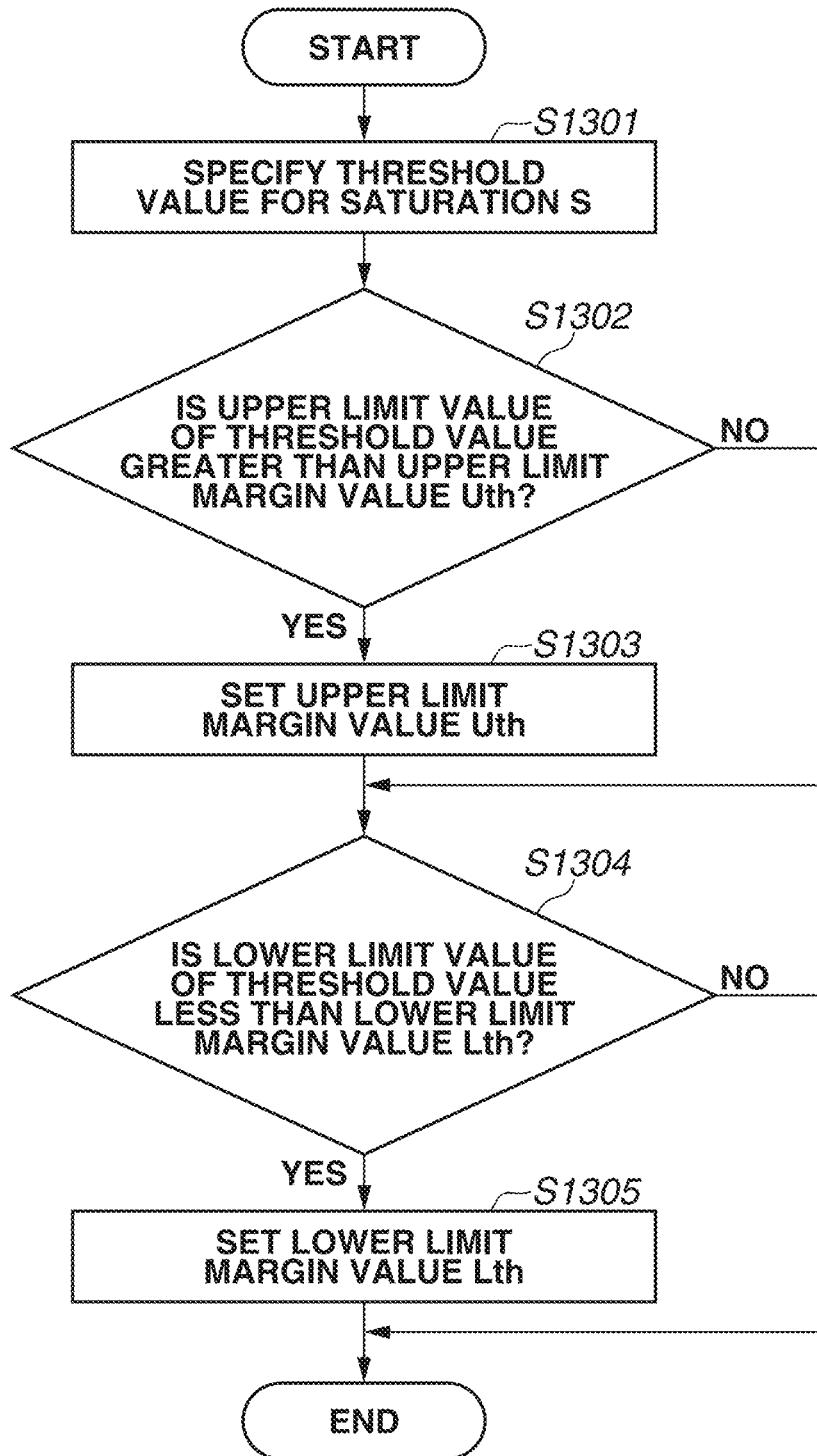 START
S1301
SPECIFY THRESHOLD
VALUE FOR SATURATION S
S1302
IS UPPER LIMIT VALUE
OF THRESHOLD VALUE
GREATER THAN UPPER LIMIT
MARGIN VALUE Uth?
NO
YES
S1303
SET UPPER LIMIT
MARGIN VALUE Uth
S1304
IS LOWER LIMIT VALUE
OF THRESHOLD VALUE
LESS THAN LOWER LIMIT
MARGIN VALUE Lth?
NO
YES
S1305
SET LOWER LIMIT
MARGIN VALUE Lth
END